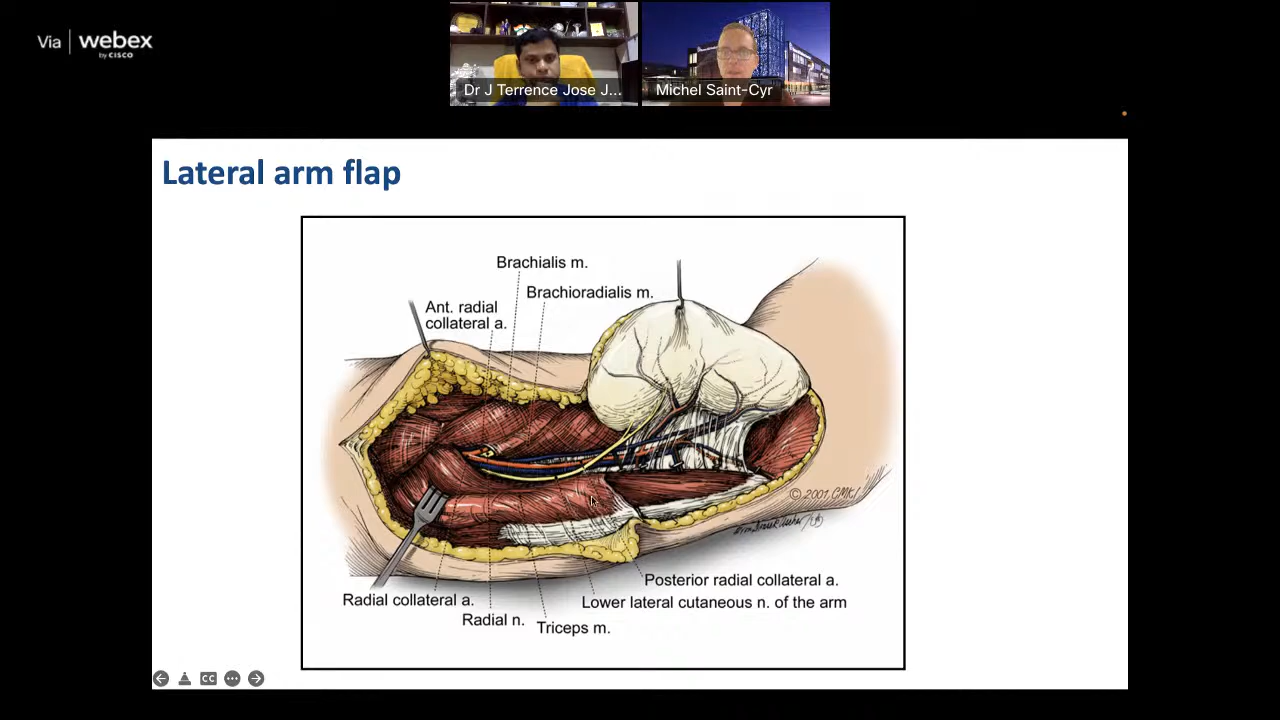 Via | webex
by CISCO
Dr J Terrence Jose J...
Michel Saint-Cyr
Lateral arm flap
Brachialis m.
Brachioradialis m.
Ant. radial
collateral a.
© 2001 CMKI
Posterior radial collateral a.
Radial collateral a.
Lower lateral cutaneous n. of the arm
Radial n.
Triceps m.
CC